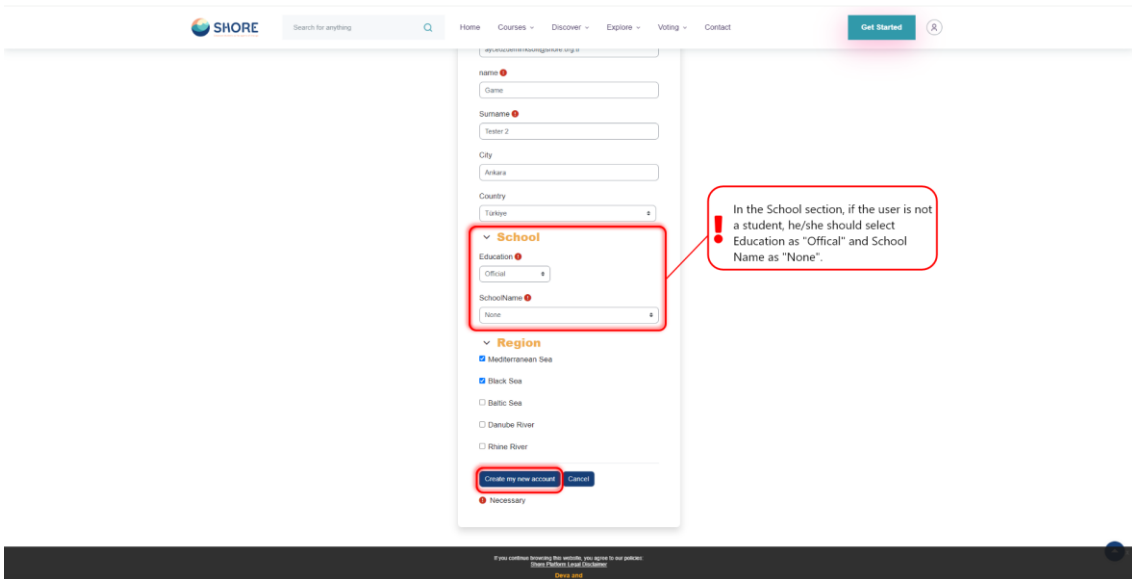 SHORE
Search for anything
Home Courses Discover Explore Voting Contact
Get Started
name
Game
Surname
Tester 2
City
Ankara
Country
Türkiye
School
Education
Official
SchoolName
None
In the School section, if the user is not
a student, he/she should select
Education as "Offical" and School
Name as "None".
Region
Mediterranean Sea
Black Sea
Baltic Sea
Danube River
Rhine River
Create my new account Cancel
Necessary
If you continue browsing this website, you agree to our policies:
Shore Platform Legal Disclaimer
Deva and